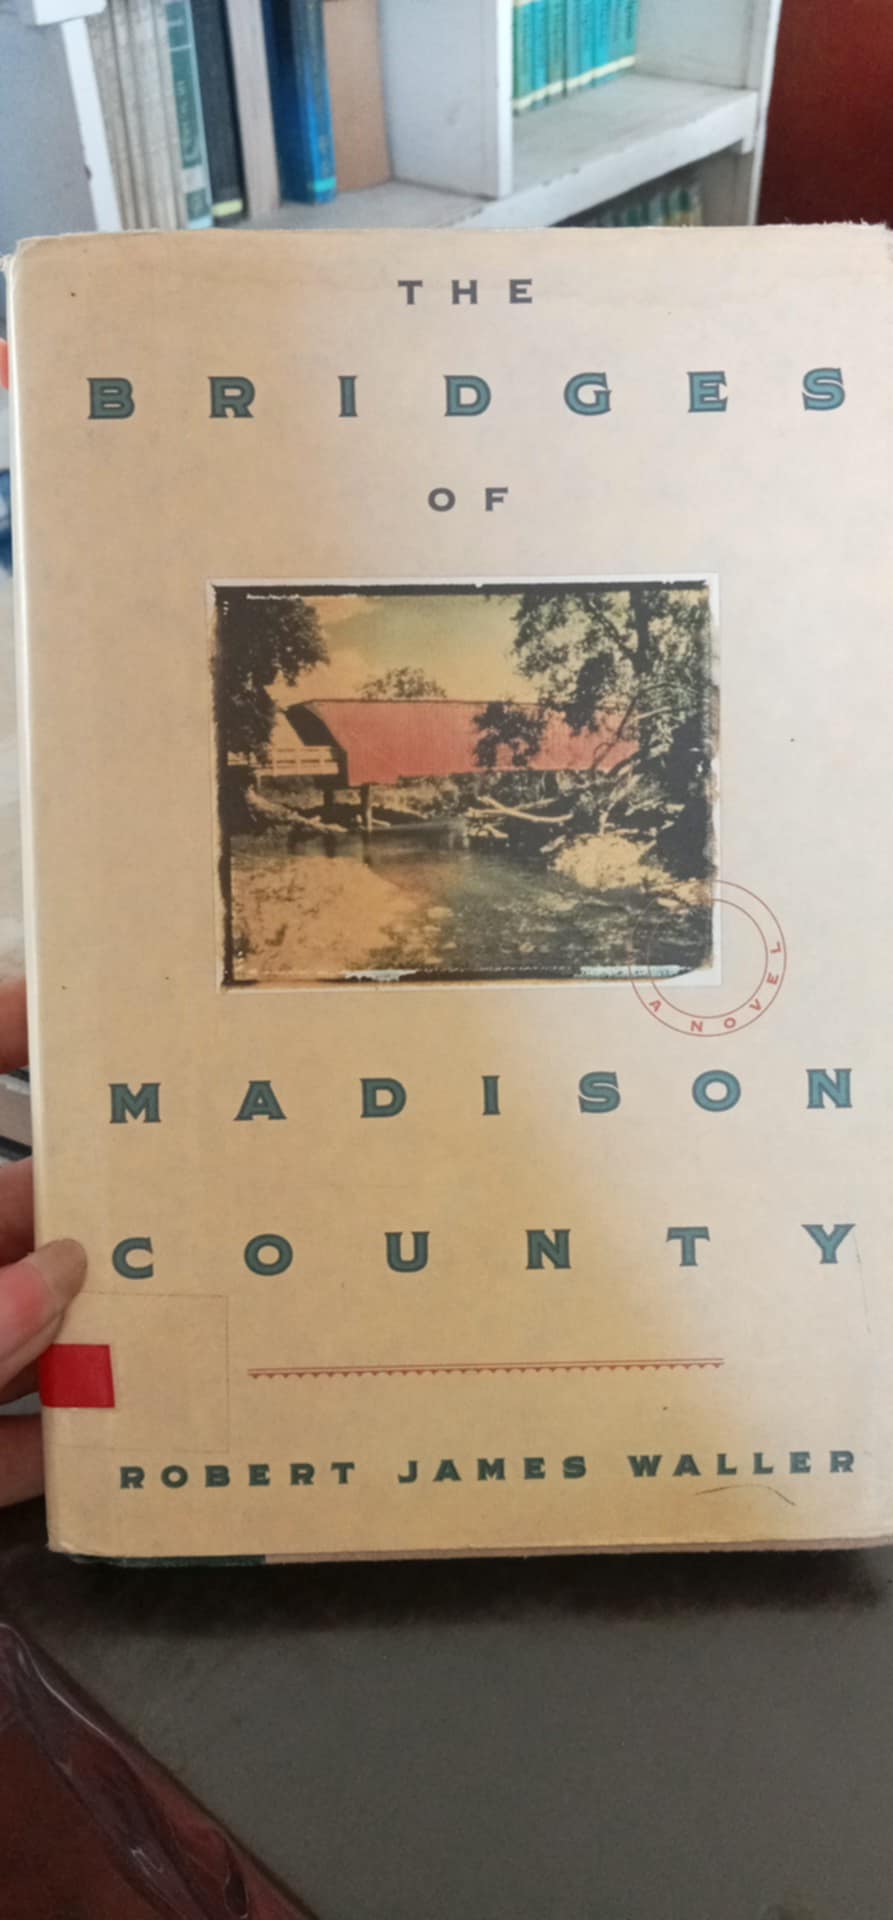 THE
BRIDGES
OF
A NOVEL
MADISON
COUNTY
ROBERT JAMES WALLER